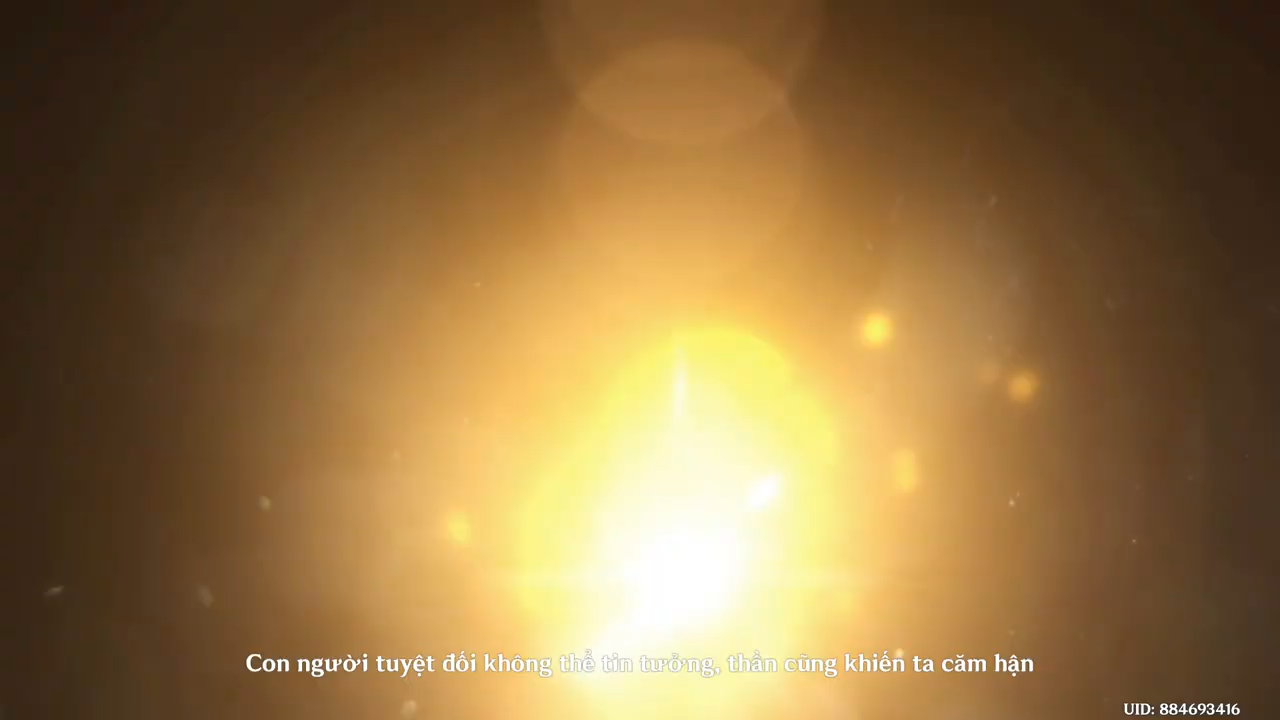 Con người tuyệt đối không thể tin tưởng, thần cũng khiến ta căm hận
UID: 884693416